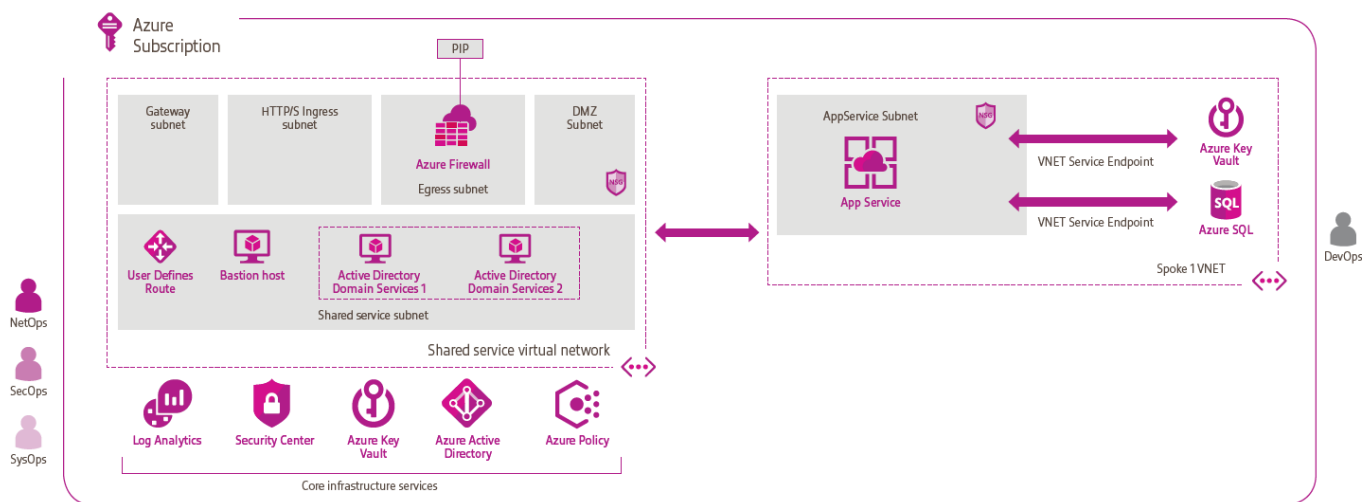 Azure
Subscription
PIP
Gateway
subnet
HTTP/S Ingress
subnet
Azure Firewall
Egress subnet
DMZ
Subnet
NSG
User Defines
Route
Bastion host
Active Directory
Domain Services 1
Active Directory
Domain Services 2
Shared service subnet
Shared service virtual network
AppService Subnet
NSG
App Service
VNET Service Endpoint
VNET Service Endpoint
Azure Key
Vault
SQL
Azure SQL
Spoke 1 VNET
DevOps
NetOps
SecOps
SysOps
Log Analytics
Security Center
Azure Key
Vault
Azure Active
Directory
Azure Policy
Core infrastructure services